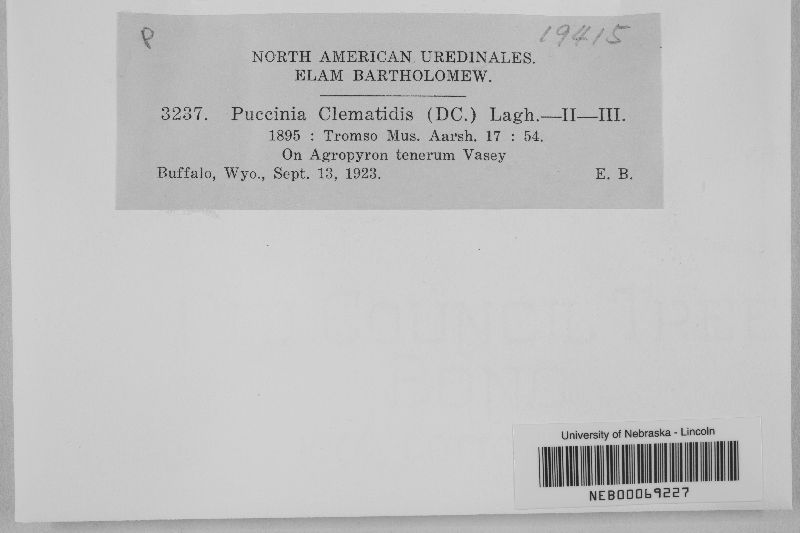 P
19415
NORTH AMERICAN UREDINALES.
ELAM BARTHOLOMEW.
3237. Puccinia Clematidis (DC.) Lagh.—II—III.
1895 : Tromso Mus. Aarsh. 17 : 54.
On Agropyron tenerum Vasey
Buffalo, Wyo., Sept. 13, 1923. E. B.
University of Nebraska - Lincoln
NEB00069227